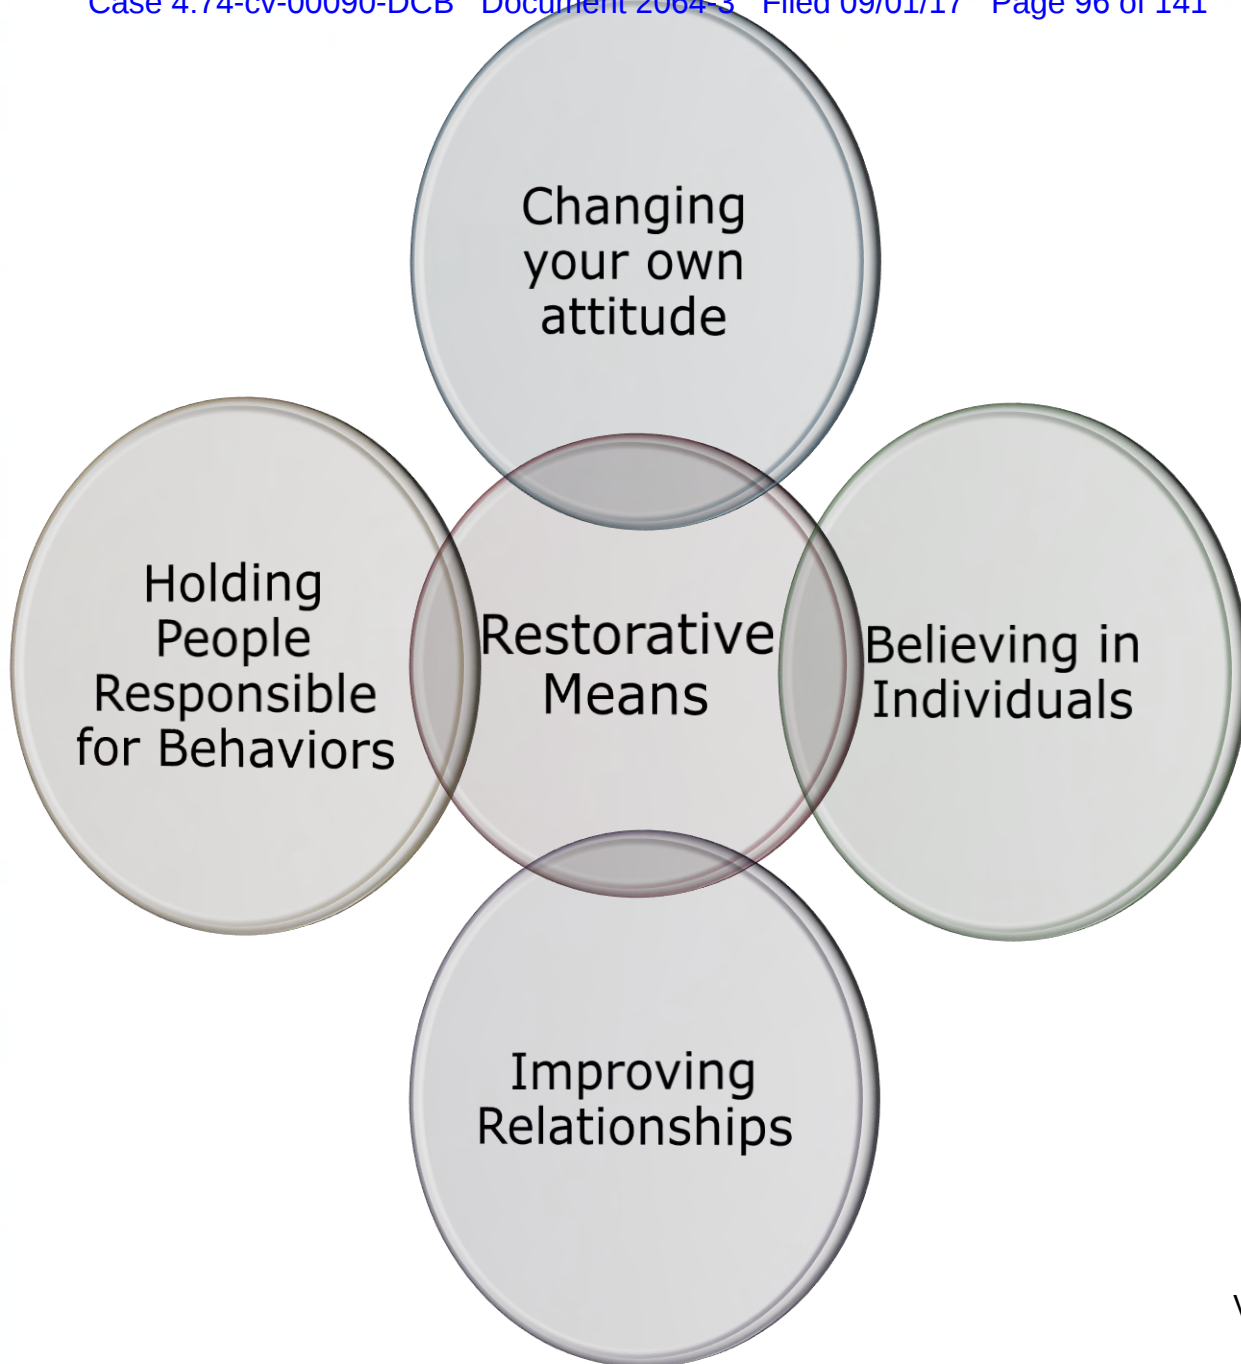 Case 4:74-cv-00090-DCB Document 2064-3 Filed 09/01/17 Page 96 of 141
Changing
your own
attitude
Holding
People
Responsible
for Behaviors
Restorative
Means
Believing in
Individuals
Improving
Relationships